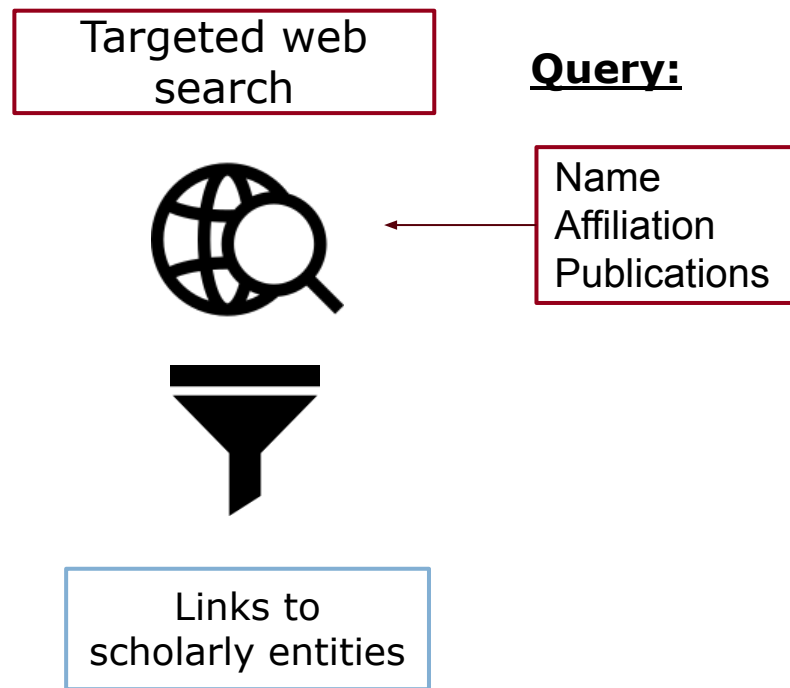 Targeted web
search
Query:
Name
Affiliation
Publications
Links to
scholarly entities